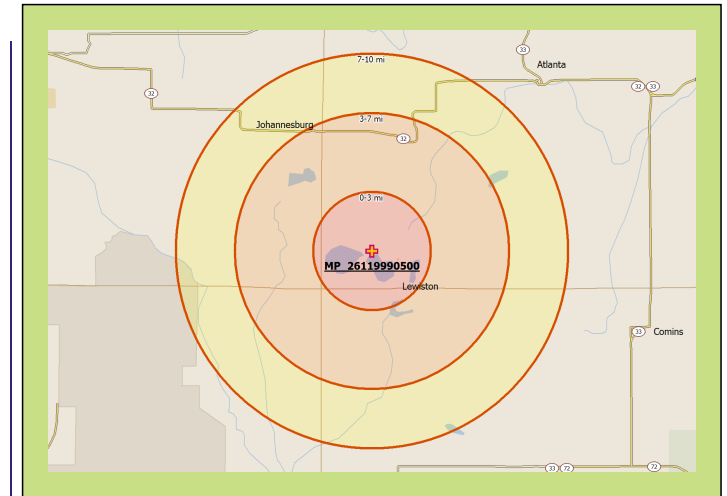 33
7-10 mi
Atlanta
32
33
32
3-7 mi
Johannesburg
32
0-3 mi
MP_26119990500
Lewiston
33
Comins
33
72
72